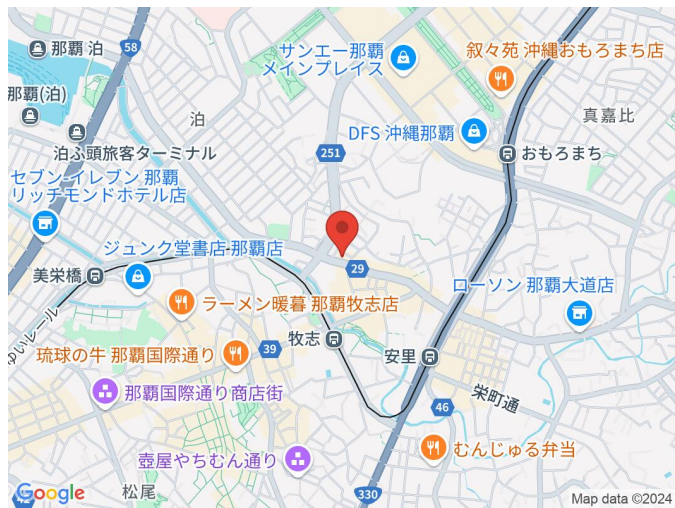 那覇 泊
58
サンエー那覇
メインプレイス
叙々苑 沖縄おもろまち店
那覇(泊)
泊
真嘉比
DFS 沖縄那覇
泊ふ頭旅客ターミナル
251
おもろまち
セブン-イレブン 那覇
リッチモンドホテル店
ジュンク堂書店 那覇店
美栄橋
29
ローソン 那覇大道店
ラーメン暖暮 那覇牧志店
ゆいレール
牧志
琉球の牛 那覇国際通り
39
安里
那覇国際通り商店街
46
栄町通
むんじゅる弁当
壺屋やちむん通り
松尾
330
Google
Map data ©2024